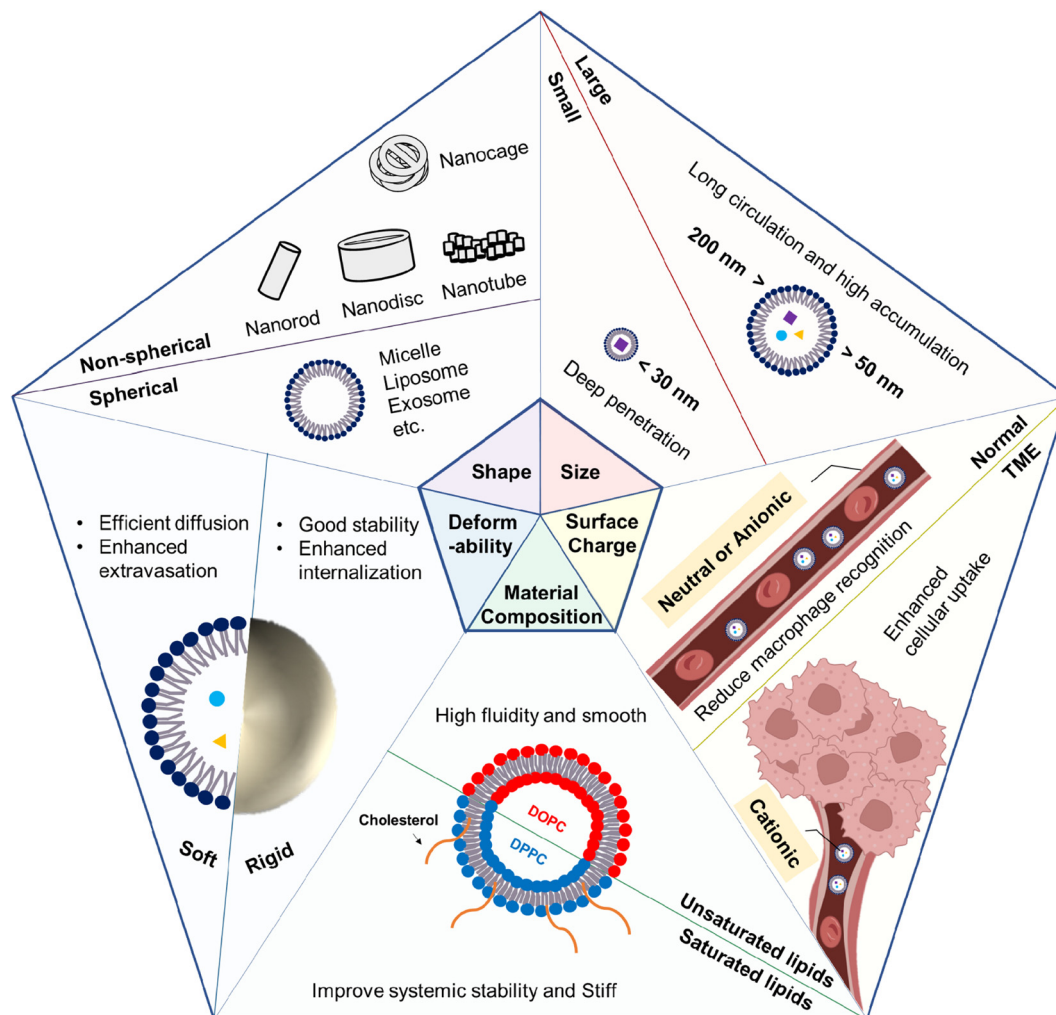 Large
Small
Nanocage
Nanorod
Nanodisc
Nanotube
Non-spherical
Spherical
Micelle
Liposome
Exosome
etc.
Long circulation and high accumulation
200 nm >
> 50 nm
< 30 nm
Deep penetration
Shape
Size
Deform
-ability
Surface
Charge
Material
Composition
Normal
TME
Neutral or Anionic
Reduce macrophage recognition
Enhanced
cellular uptake
Cationic
• Efficient diffusion
• Enhanced
extravasation
• Good stability
• Enhanced
internalization
Soft
Rigid
High fluidity and smooth
Cholesterol
DOPC
DPPC
Unsaturated lipids
Saturated lipids
Improve systemic stability and Stiff